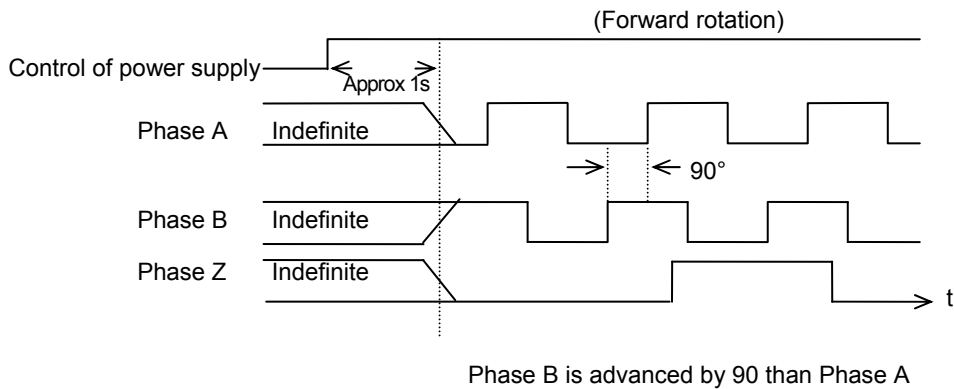 (Forward rotation)
Control of power supply
Approx 1s
Phase A Indefinite
90°
Phase B Indefinite
Phase Z Indefinite
t
Phase B is advanced by 90 than Phase A